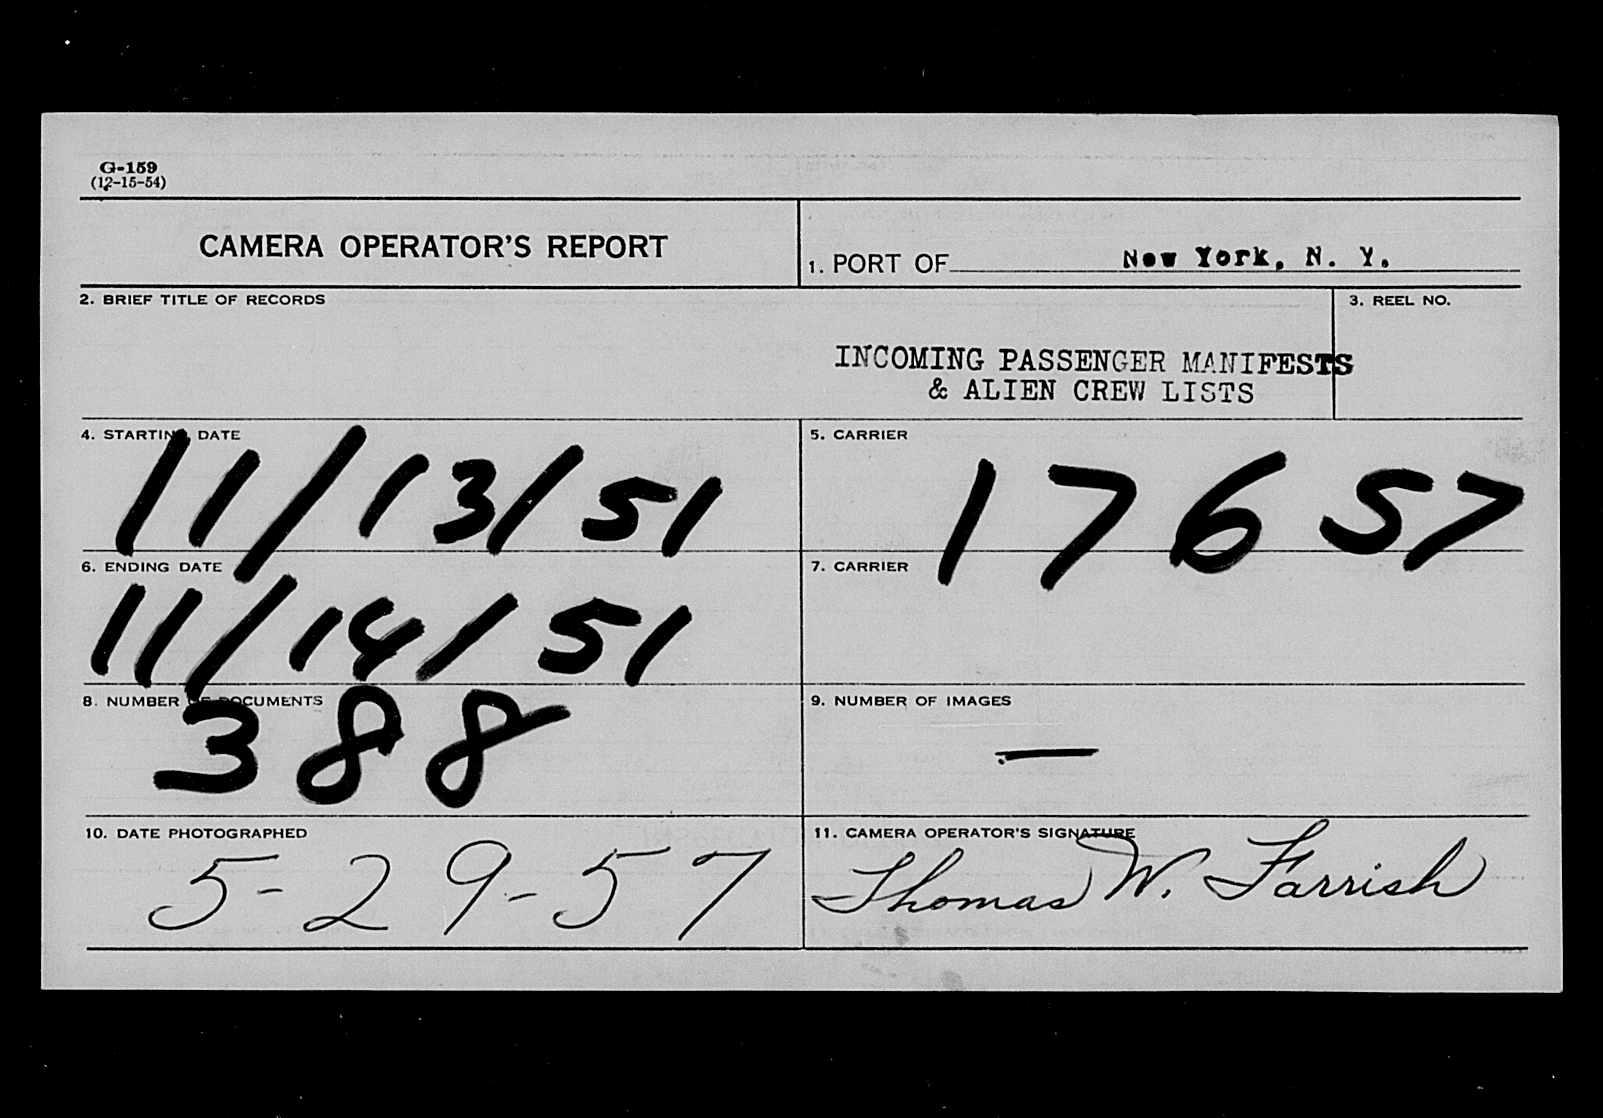 G-159
(12-15-54)
CAMERA OPERATOR'S REPORT
1. PORT OF New York, N. Y.
2. BRIEF TITLE OF RECORDS
3. REEL NO.
INCOMING PASSENGER MANIFESTS
& ALIEN CREW LISTS
4. STARTING DATE
11/13/51
5. CARRIER
17657
6. ENDING DATE
11/14/51
7. CARRIER
8. NUMBER OF DOCUMENTS
388
9. NUMBER OF IMAGES
—
10. DATE PHOTOGRAPHED
5-29-57
11. CAMERA OPERATOR'S SIGNATURE
Thomas W. Farrish